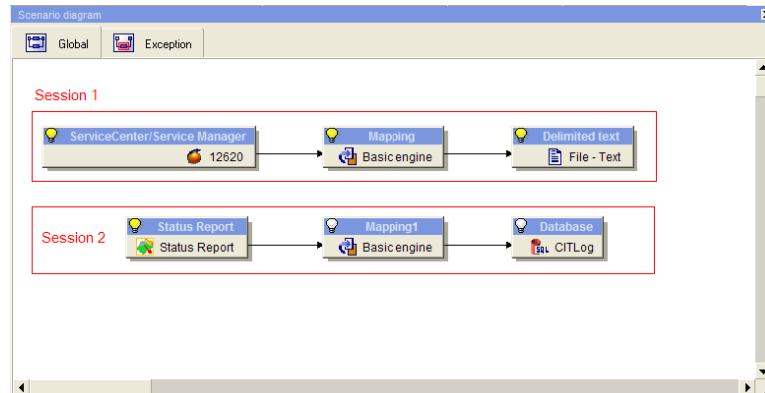 Scenario diagram
Global
Exception
Session 1
ServiceCenter/Service Manager
12620
Mapping
Basic engine
Delimited text
File - Text
Session 2
Status Report
Status Report
Mapping1
Basic engine
Database
SQL CITLog